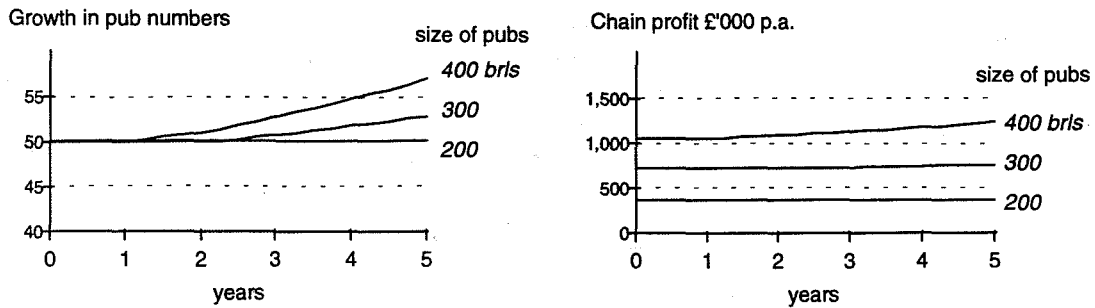 Growth in pub numbers
size of pubs
400 brls
300
200
55
50
45
40
0 1 2 3 4 5
years
Chain profit £'000 p.a.
size of pubs
400 brls
300
200
1,500
1,000
500
0
0 1 2 3 4 5
years